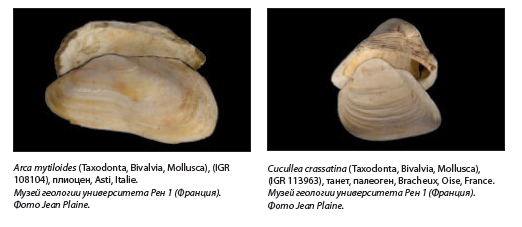 Arca mytiloides (Taxodonta, Bivalvia, Mollusca), (IGR
108104), плиоцен, Asti, Italie.
Музей геологии университета Рен 1 (Франция).
Фото Jean Plaine.
Cucullea crassatina (Taxodonta, Bivalvia, Mollusca),
(IGR 113963), танет, палеоген, Bracheux, Oise, France.
Музей геологии университета Рен 1 (Франция).
Фото Jean Plaine.